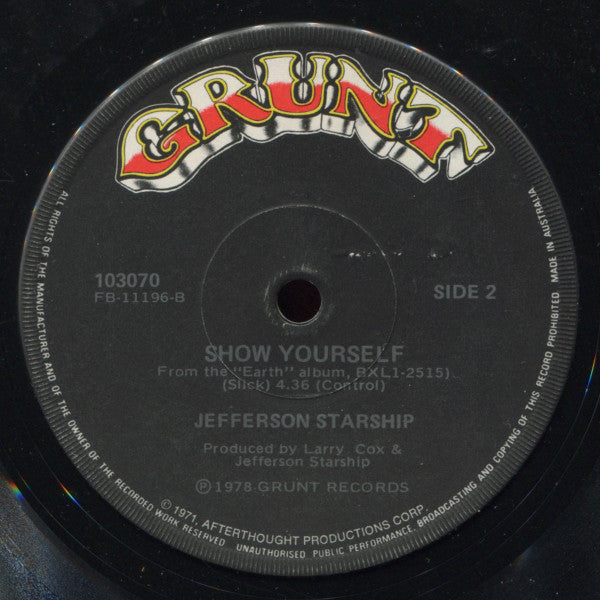 GRUNT
103070
FB-11196-B
SIDE 2
SHOW YOURSELF
From the "Earth" album, BXL1-2515)
(Slick) 4.36 (Control)
JEFFERSON STARSHIP
Produced by Larry Cox &
Jefferson Starship
Ⓟ 1978 GRUNT RECORDS
© 1971, AFTERTHOUGHT PRODUCTIONS CORP.
ALL RIGHTS OF THE MANUFACTURER AND OF THE OWNER OF THE RECORDED WORK RESERVED UNAUTHORISED PUBLIC PERFORMANCE, BROADCASTING AND COPYING OF THIS RECORD PROHIBITED MADE IN AUSTRALIA